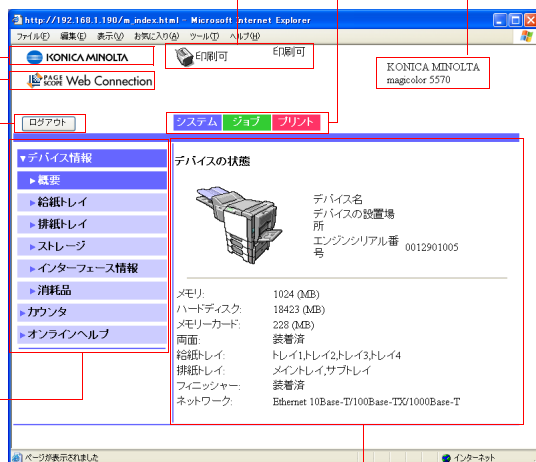 http://192.168.1.190/m_index.html - Microsoft Internet Explorer
ファイル(F) 編集(E) 表示(V) お気に入り(A) ツール(T) ヘルプ(H)
KONICA MINOLTA
印刷可
印刷可
KONICA MINOLTA
magicolor 5570
PAGE SCOPE Web Connection
ログアウト
システム ジョブ プリント
▼デバイス情報
▶概要
▶給紙トレイ
▶排紙トレイ
▶ストレージ
▶インターフェース情報
▶消耗品
▶カウンタ
▶オンラインヘルプ
デバイスの状態
デバイス名
デバイスの設置場
所
エンジンシリアル番
号 0012901005
メモリ: 1024 (MB)
ハードディスク: 18423 (MB)
メモリーカード: 228 (MB)
両面: 装着済
給紙トレイ: トレイ1,トレイ2,トレイ3,トレイ4
排紙トレイ: メイントレイ,サブトレイ
フィニッシャー: 装着済
ネットワーク: Ethernet 10Base-T/100Base-TX/1000Base-T
ページが表示されました
インターネット